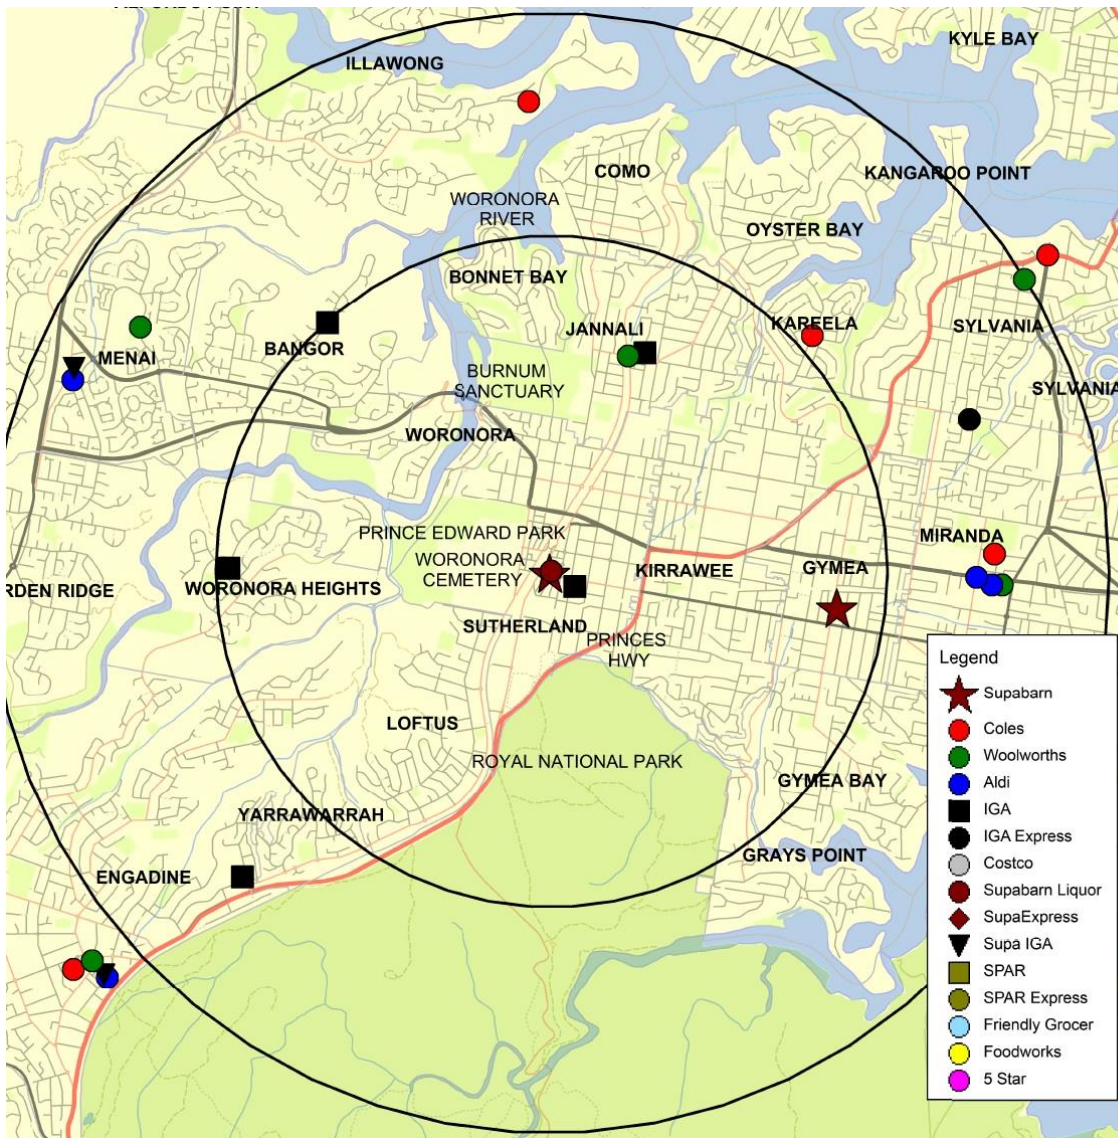 ILLAWONG
KYLE BAY
COMO
KANGAROO POINT
WORONORA
RIVER
OYSTER BAY
BONNET BAY
JANNALI
KAREELA
SYLVANIA
MENAI
BANGOR
BURNUM
SANCTUARY
SYLVANIA
WORONORA
PRINCE EDWARD PARK
WORONORA
CEMETERY
MIRANDA
KIRRAWEE
GYMEA
RDEN RIDGE
WORONORA HEIGHTS
SUTHERLAND
PRINCES
HWY
LOFTUS
ROYAL NATIONAL PARK
GYMEA BAY
YARRAWARRAH
GRAYS POINT
ENGADINE
Legend
Supabarn
Coles
Woolworths
Aldi
IGA
IGA Express
Costco
Supabarn Liquor
SupaExpress
Supa IGA
SPAR
SPAR Express
Friendly Grocer
Foodworks
5 Star